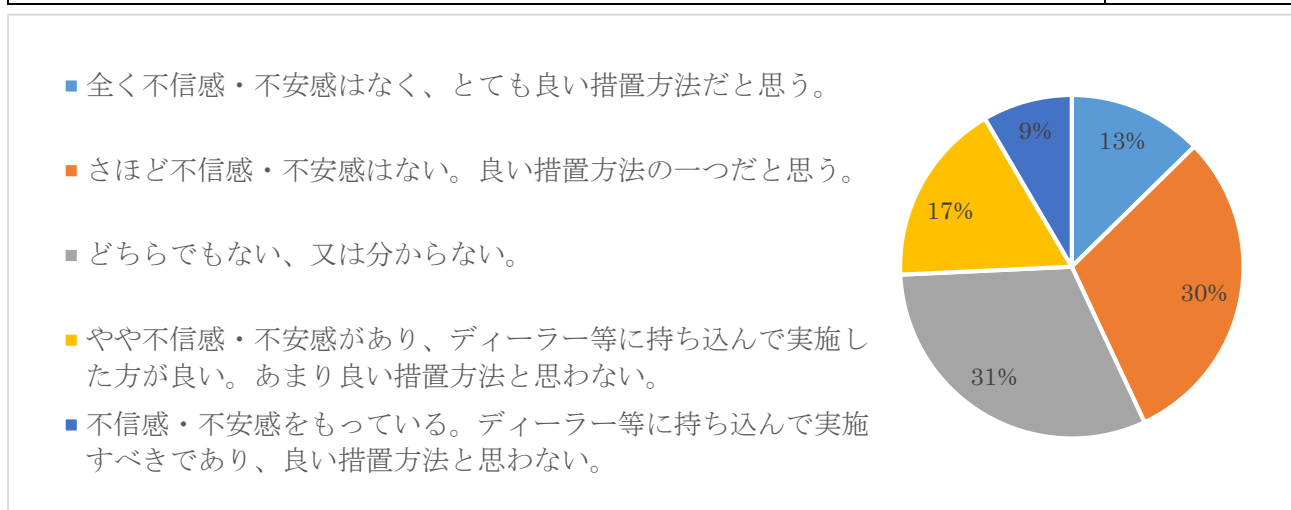 全く不信感・不安感はなく、とても良い措置方法だと思う。
さほど不信感・不安感はない。良い措置方法の一つだと思う。
どちらでもない、又は分からない。
やや不信感・不安感があり、ディーラー等に持ち込んで実施し
た方が良い。あまり良い措置方法と思わない。
不信感・不安感をもっている。ディーラー等に持ち込んで実施
すべきであり、良い措置方法と思わない。
9%
13%
17%
30%
31%